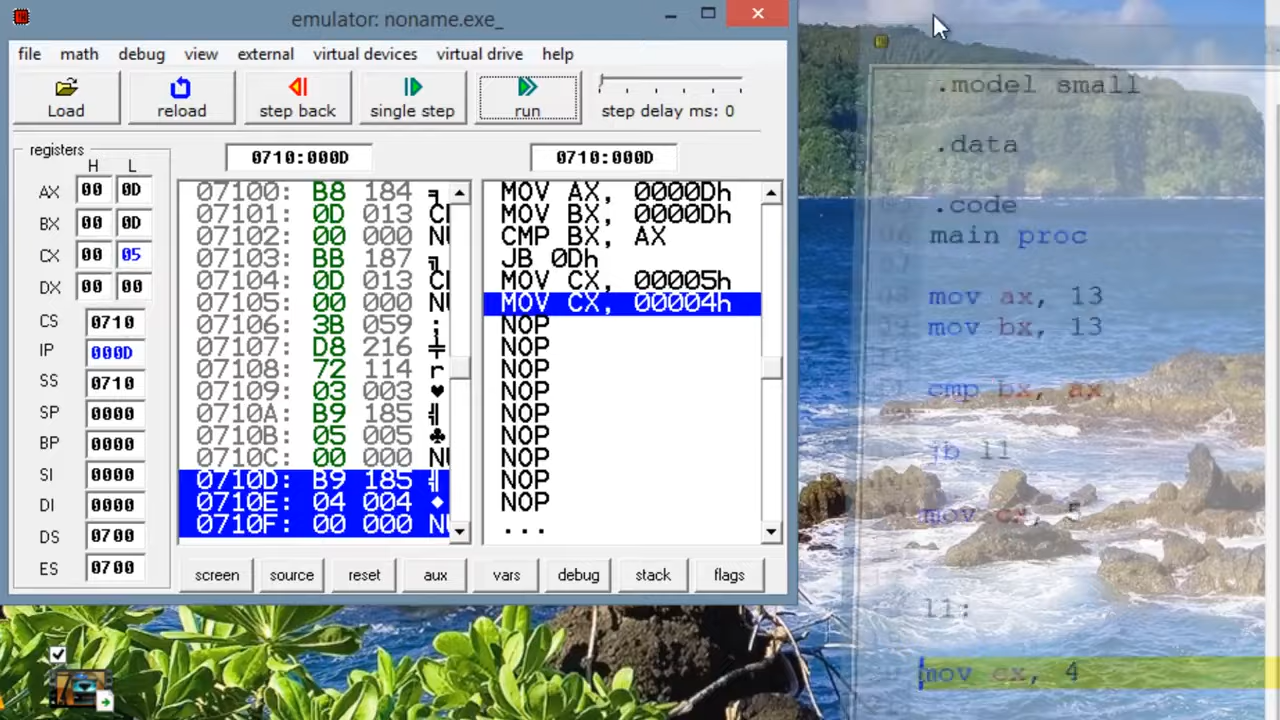 emulator: noname.exe_
file math debug view external virtual devices virtual drive help
Load reload step back single step run step delay ms: 0
registers
H L
0710:000D 0710:000D
AX 00 0D
BX 00 0D
CX 00 05
DX 00 00
CS 0710
IP 000D
SS 0710
SP 0000
BP 0000
SI 0000
DI 0000
DS 0700
ES 0700
07100: B8 184 ╗
07101: 0D 013
07102: 00 000
07103: BB 187 ╗
07104: 0D 013
07105: 00 000
07106: 3B 059 ;
07107: D8 216 ╪
07108: 72 114 r
07109: 03 003 ♥
0710A: B9 185 ╣
0710B: 05 005 ♣
0710C: 00 000
0710D: B9 185 ╣
0710E: 04 004 ♦
0710F: 00 000
MOV AX, 0000Dh
MOV BX, 0000Dh
CMP BX, AX
JB 0Dh
MOV CX, 00005h
MOV CX, 00004h
NOP
NOP
NOP
NOP
NOP
NOP
NOP
NOP
NOP
...
screen source reset aux vars debug stack flags
.model small
.data
.code
main proc
mov ax, 13
mov bx, 13
cmp bx, ax
jb l1
mov cx, 5
l1:
mov cx, 4